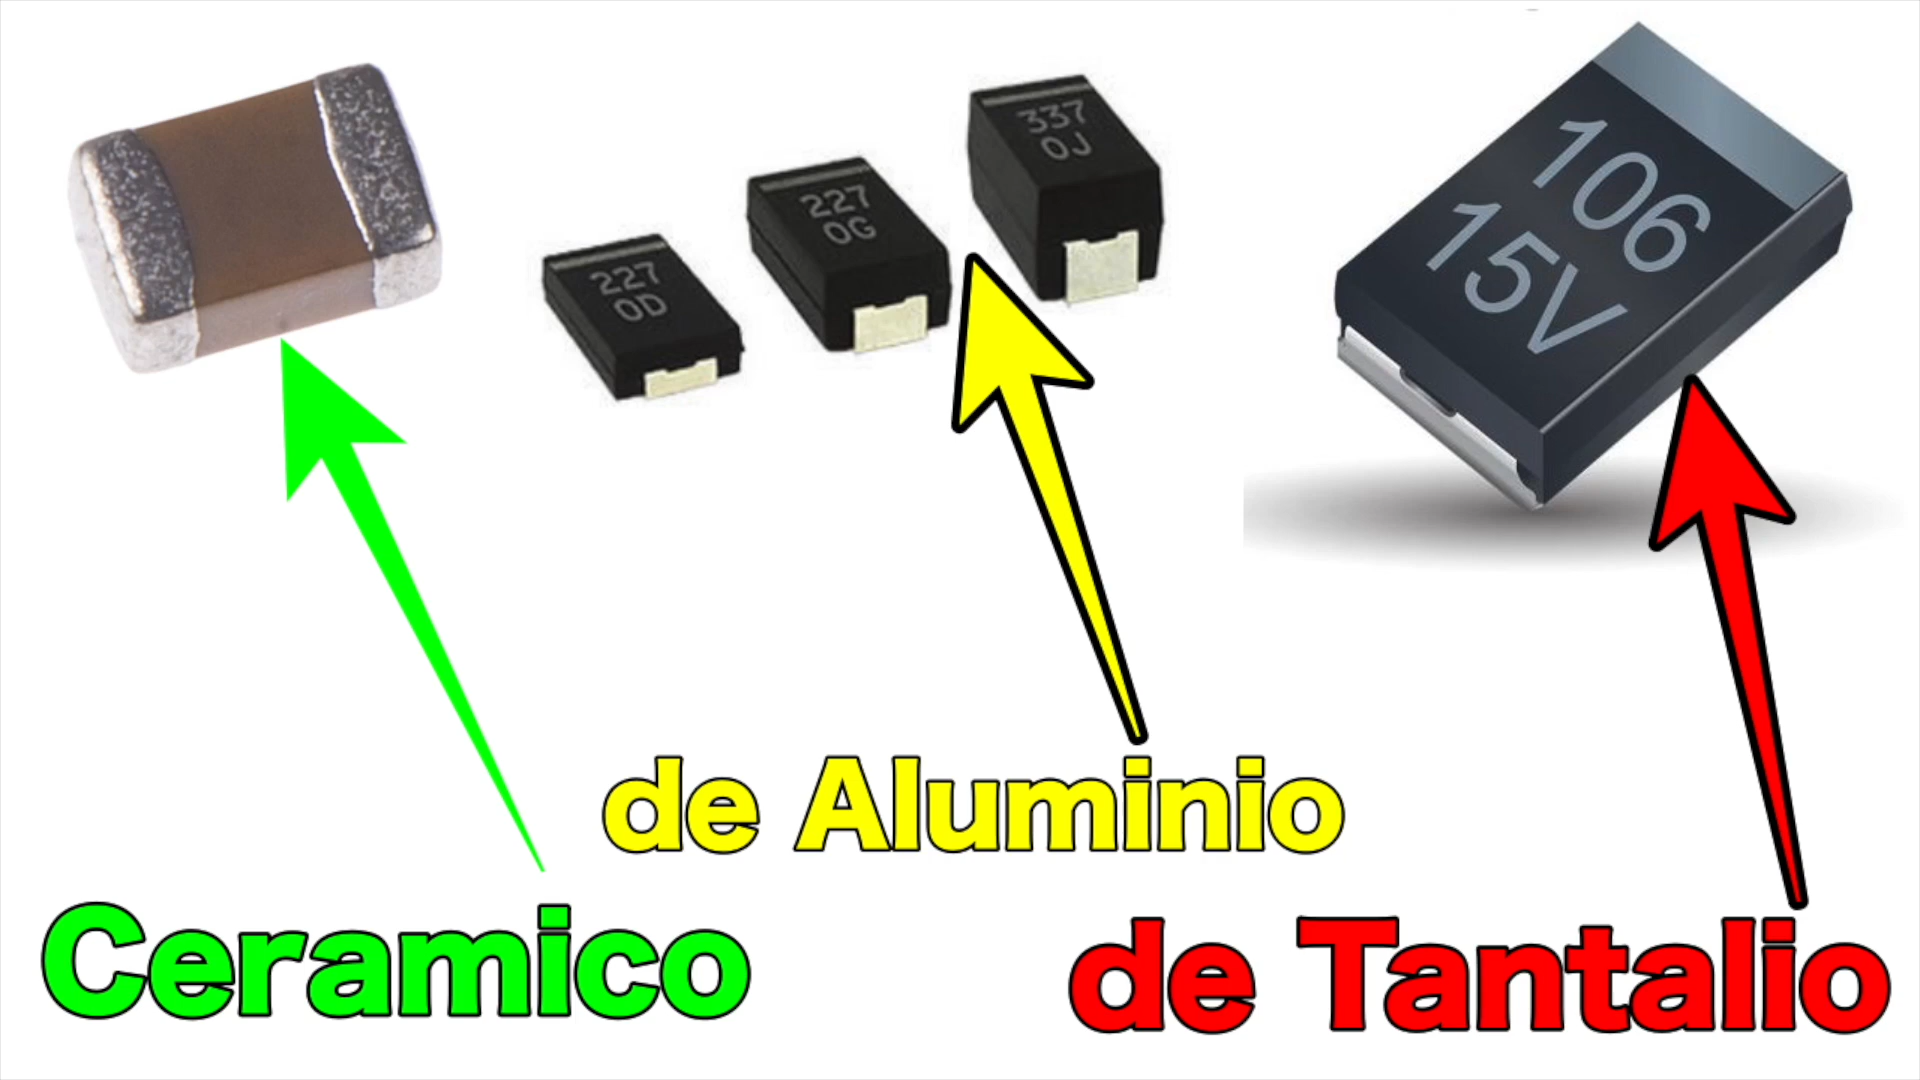 227
0D
227
0G
337
0J
106
15V
de Aluminio
Ceramico
de Tantalio